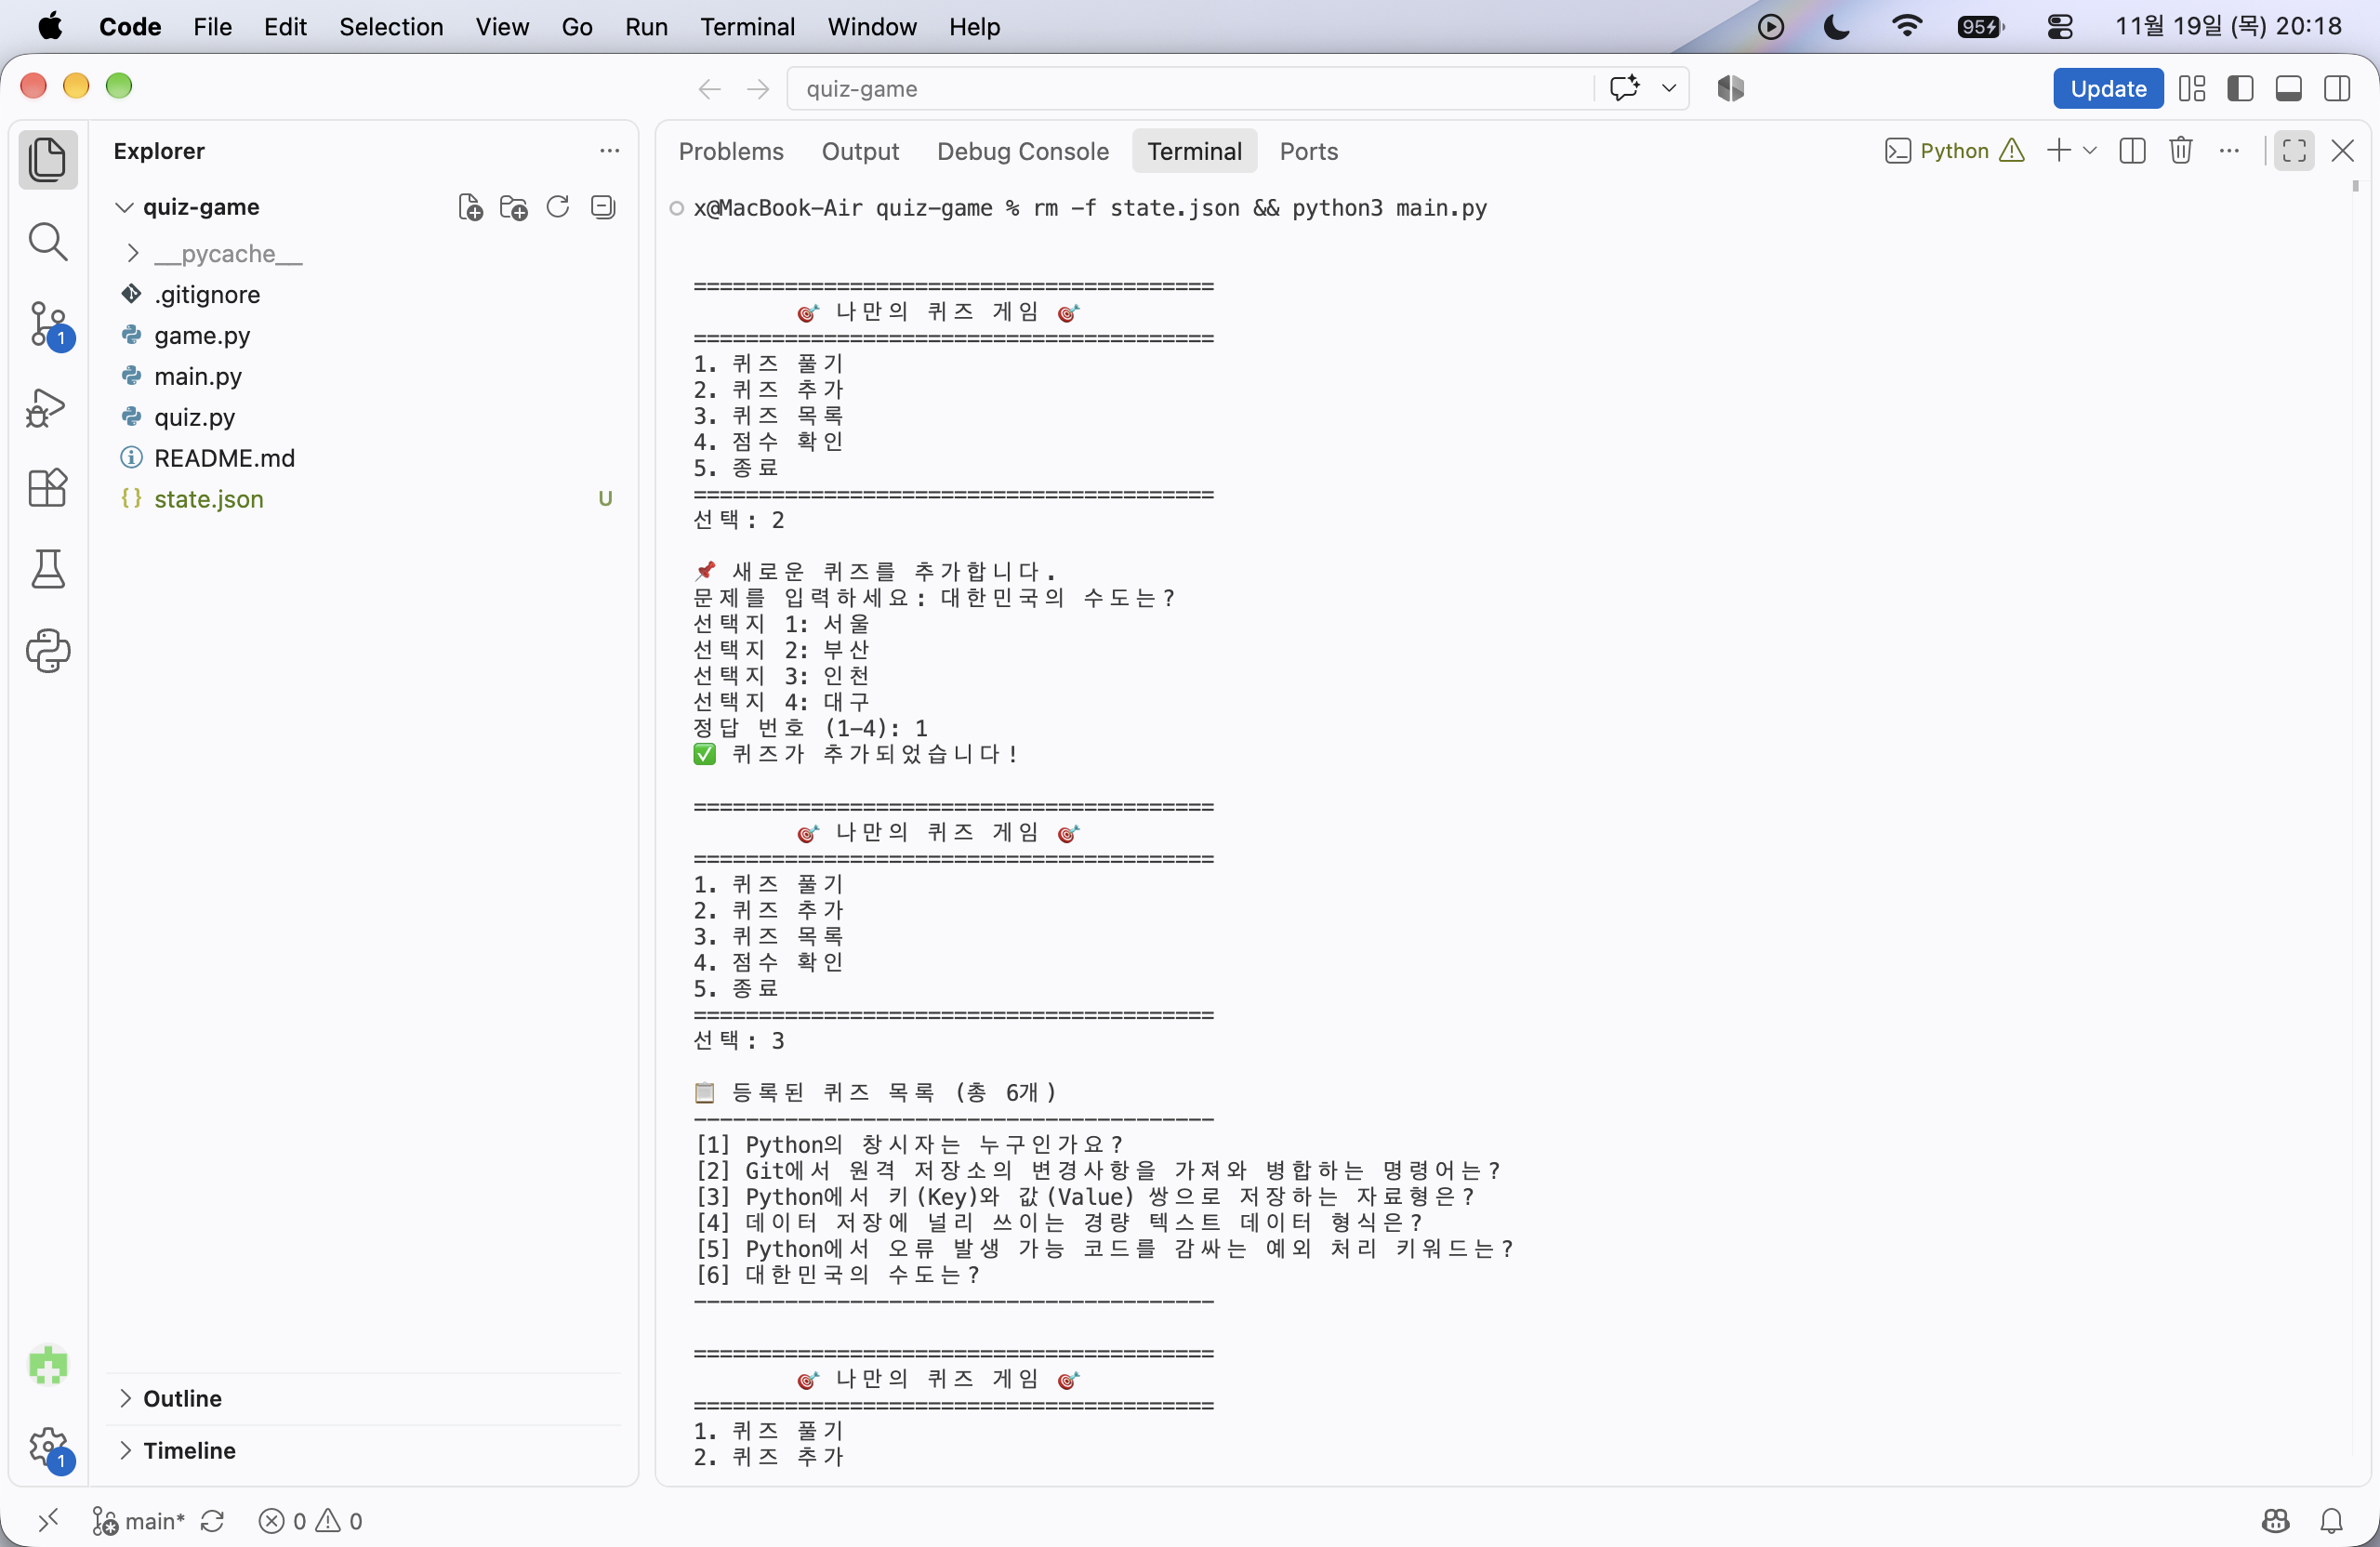 Code File Edit Selection View Go Run Terminal Window Help
95
11월 19일 (목) 20:18
quiz-game
Update
Explorer
quiz-game
__pycache__
.gitignore
game.py
main.py
quiz.py
README.md
state.json U
1
Outline
Timeline
1
Problems Output Debug Console Terminal Ports
Python
x@MacBook-Air quiz-game % rm -f state.json && python3 main.py
========================================
🎯 나만의 퀴즈 게임 🎯
========================================
1. 퀴즈 풀기
2. 퀴즈 추가
3. 퀴즈 목록
4. 점수 확인
5. 종료
========================================
선택: 2
📌 새로운 퀴즈를 추가합니다.
문제를 입력하세요: 대한민국의 수도는?
선택지 1: 서울
선택지 2: 부산
선택지 3: 인천
선택지 4: 대구
정답 번호 (1-4): 1
✅ 퀴즈가 추가되었습니다!
========================================
🎯 나만의 퀴즈 게임 🎯
========================================
1. 퀴즈 풀기
2. 퀴즈 추가
3. 퀴즈 목록
4. 점수 확인
5. 종료
========================================
선택: 3
📋 등록된 퀴즈 목록 (총 6개)
----------------------------------------
[1] Python의 창시자는 누구인가요?
[2] Git에서 원격 저장소의 변경사항을 가져와 병합하는 명령어는?
[3] Python에서 키(Key)와 값(Value) 쌍으로 저장하는 자료형은?
[4] 데이터 저장에 널리 쓰이는 경량 텍스트 데이터 형식은?
[5] Python에서 오류 발생 가능 코드를 감싸는 예외 처리 키워드는?
[6] 대한민국의 수도는?
----------------------------------------
========================================
🎯 나만의 퀴즈 게임 🎯
========================================
1. 퀴즈 풀기
2. 퀴즈 추가
main* 0 0